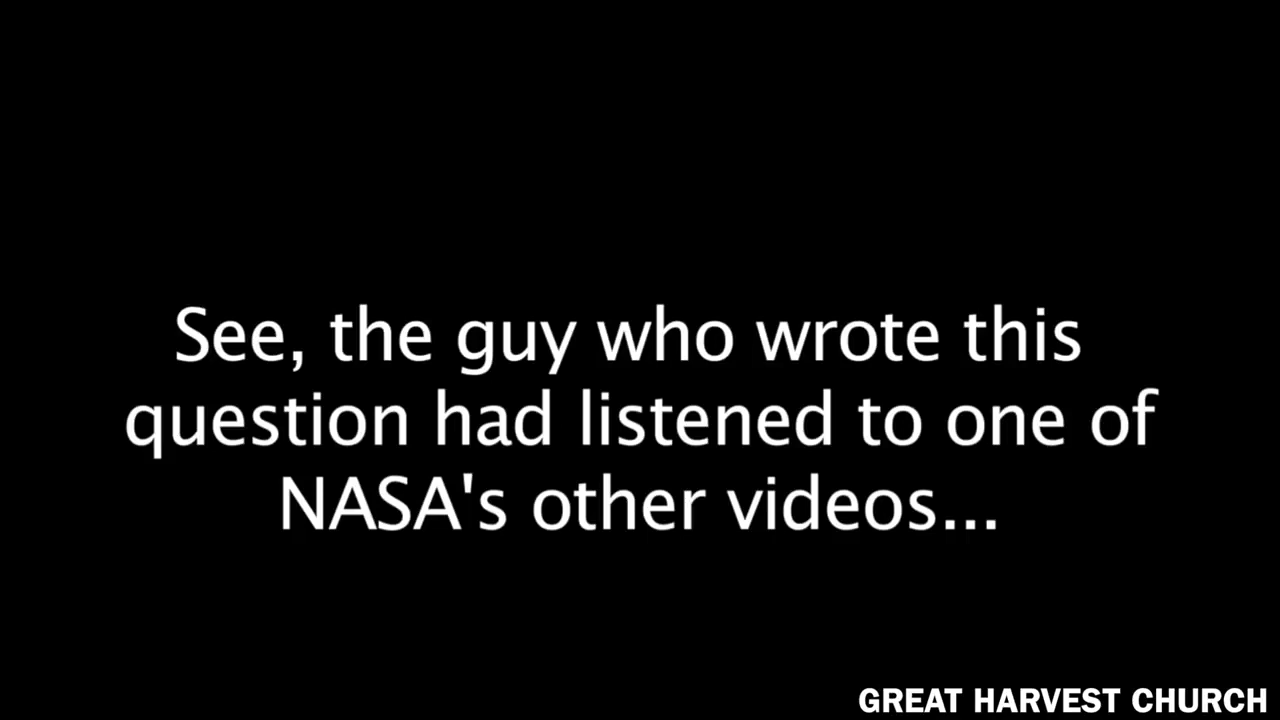 See, the guy who wrote this
question had listened to one of
NASA's other videos...
GREAT HARVEST CHURCH